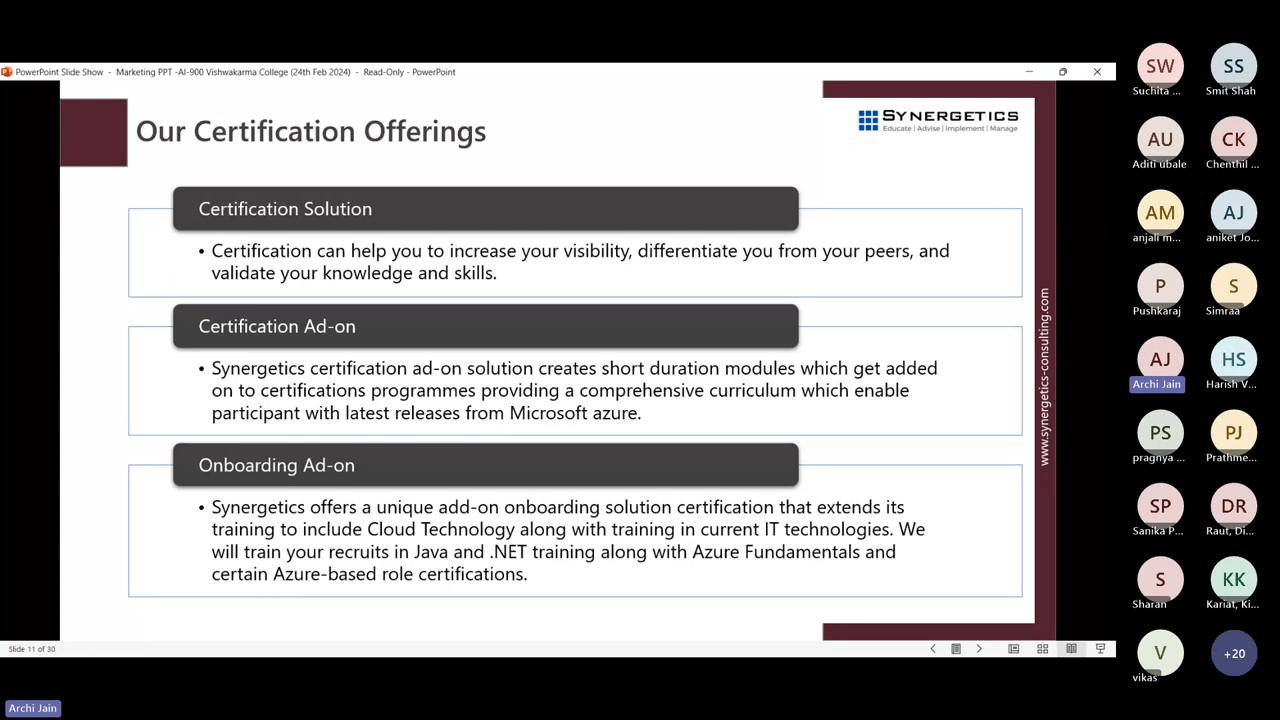 PowerPoint Slide Show - Marketing PPT -AI-900 Vishwakarma College (24th Feb 2024) - Read-Only - PowerPoint
Our Certification Offerings
SYNERGETICS
Educate | Advise | Implement | Manage
Certification Solution
• Certification can help you to increase your visibility, differentiate you from your peers, and
validate your knowledge and skills.
Certification Ad-on
• Synergetics certification ad-on solution creates short duration modules which get added
on to certifications programmes providing a comprehensive curriculum which enable
participant with latest releases from Microsoft azure.
Onboarding Ad-on
• Synergetics offers a unique add-on onboarding solution certification that extends its
training to include Cloud Technology along with training in current IT technologies. We
will train your recruits in Java and .NET training along with Azure Fundamentals and
certain Azure-based role certifications.
www.synergetics-consulting.com
Slide 11 of 30
SW
Suchita ...
SS
Smit Shah
AU
Aditi ubale
CK
Chenthil ...
AM
anjali m...
AJ
aniket Jo...
P
Pushkaraj
S
Simraa
AJ
Archi Jain
HS
Harish V...
PS
pragnya ...
PJ
Prathme...
SP
Sanika P...
DR
Raut, Di...
S
Sharan
KK
Kariat, Ki...
V
vikas
+20
Archi Jain